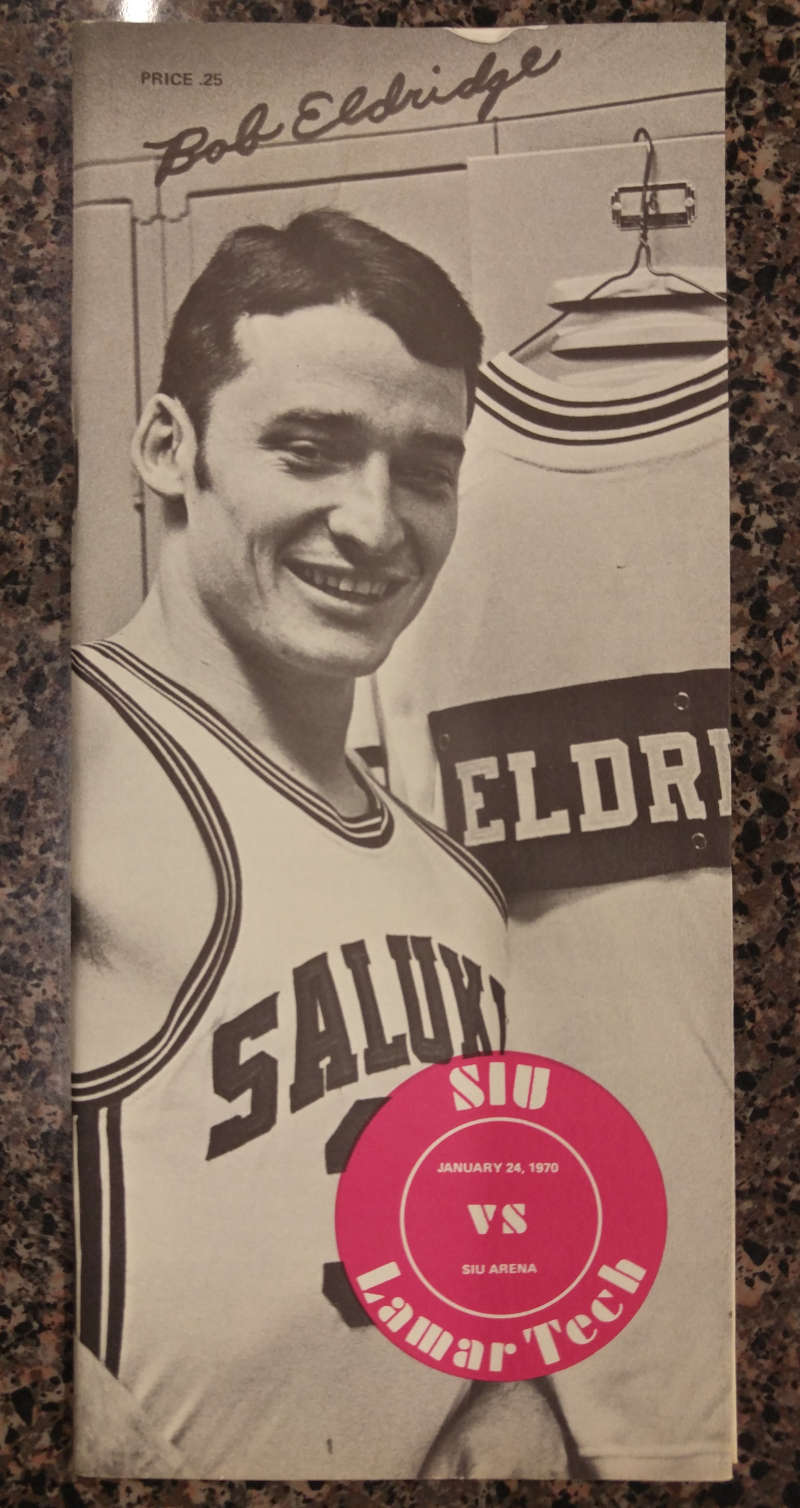 PRICE .25
Bob Eldridge
ELDRI
SALUKI
SIU
JANUARY 24, 1970
VS
SIU ARENA
Lamar Tech